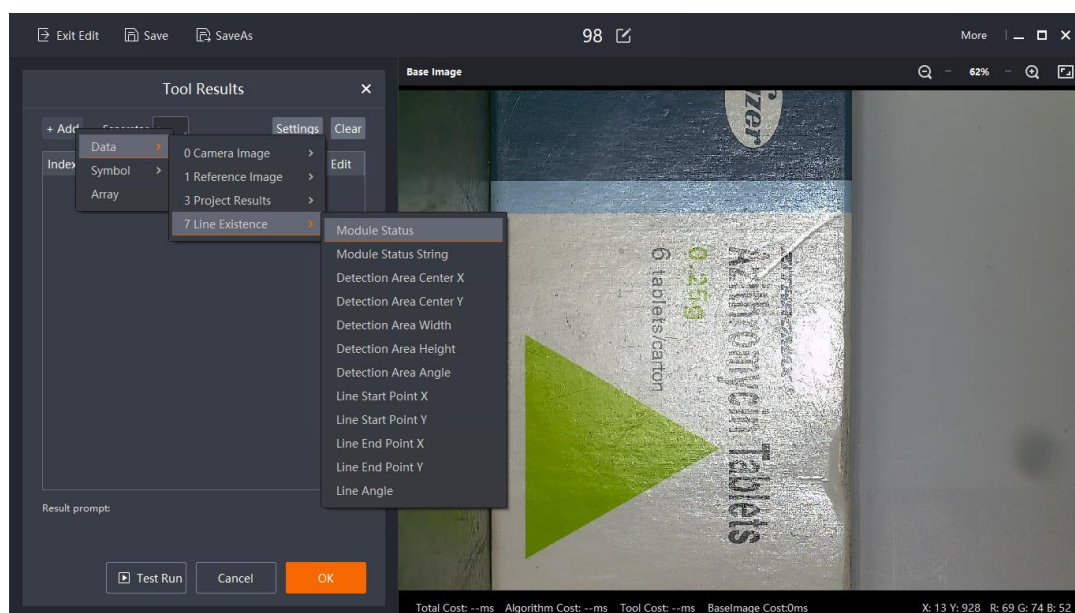 Exit Edit Save SaveAs 98 More
Tool Results
Base Image 62%
+ Add Settings Clear
Index Edit
Data
Symbol
Array
0 Camera Image
1 Reference Image
3 Project Results
7 Line Existence
Module Status
Module Status String
Detection Area Center X
Detection Area Center Y
Detection Area Width
Detection Area Height
Detection Area Angle
Line Start Point X
Line Start Point Y
Line End Point X
Line End Point Y
Line Angle
Result prompt:
Test Run Cancel OK
zer.
Azithromycin Tablets
0.25g
6 tablets/carton
Total Cost: --ms Algorithm Cost: --ms Tool Cost: --ms BaseImage Cost:0ms X: 13 Y: 928 R: 69 G: 74 B: 52